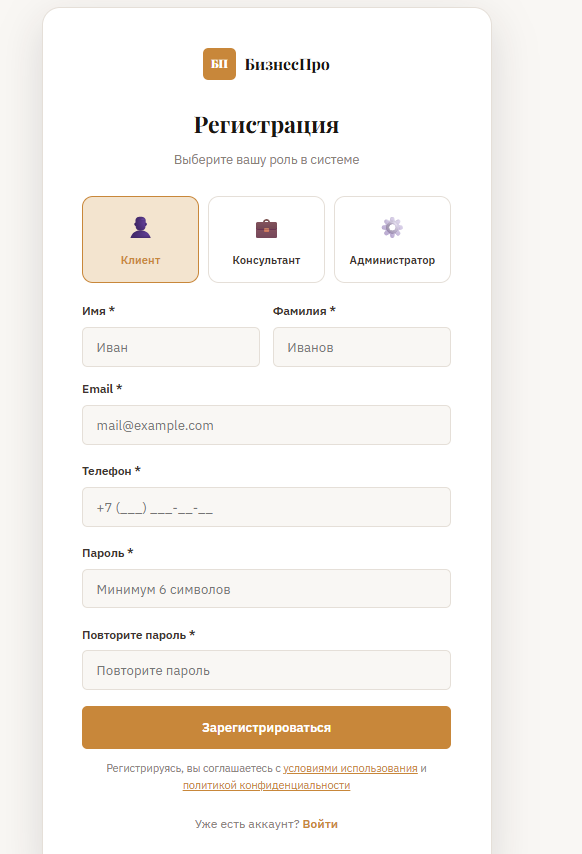 БП БизнесПро
Регистрация
Выберите вашу роль в системе
Клиент Консультант Администратор
Имя * Фамилия *
Иван Иванов
Email *
mail@example.com
Телефон *
+7 (___) ___-__-__
Пароль *
Минимум 6 символов
Повторите пароль *
Повторите пароль
Зарегистрироваться
Регистрируясь, вы соглашаетесь с условиями использования и
политикой конфиденциальности
Уже есть аккаунт? Войти